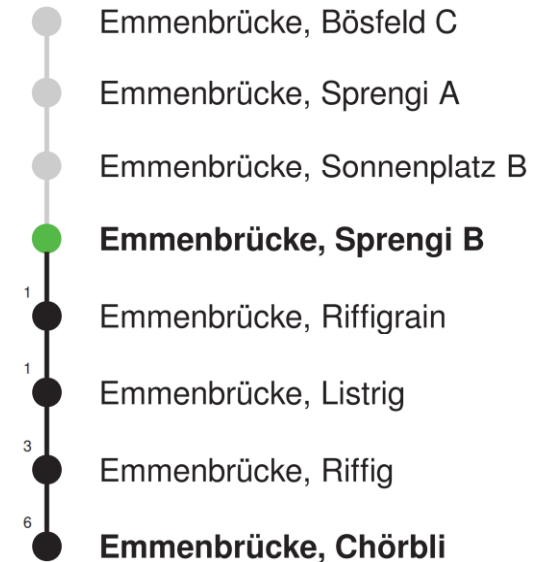 Emmenbrücke, Bösfeld C
Emmenbrücke, Sprengi A
Emmenbrücke, Sonnenplatz B
Emmenbrücke, Sprengi B
1 Emmenbrücke, Riffigrain
1 Emmenbrücke, Listrig
3 Emmenbrücke, Riffig
6 Emmenbrücke, Chörbli